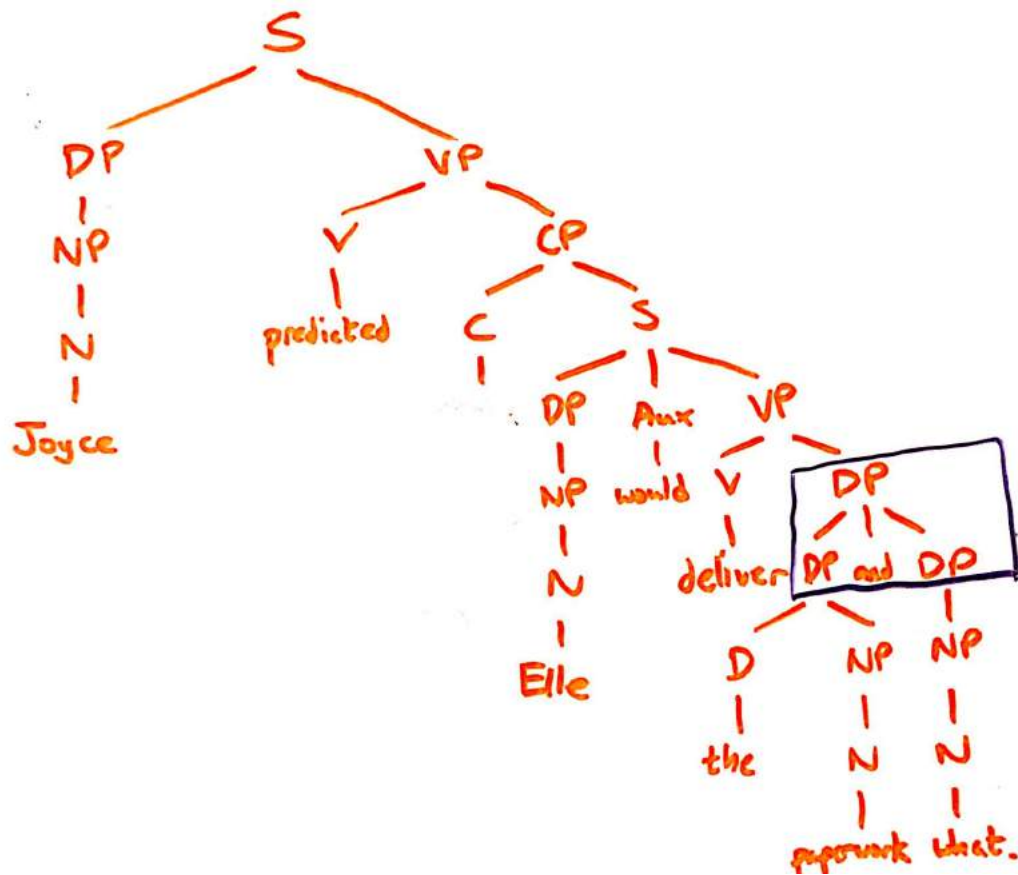 S
DP VP
NP V CP
N predicted C S
Joyce DP Aux VP
NP would V DP
N deliver DP and DP
Elle D NP NP
the N N
paperwork what.